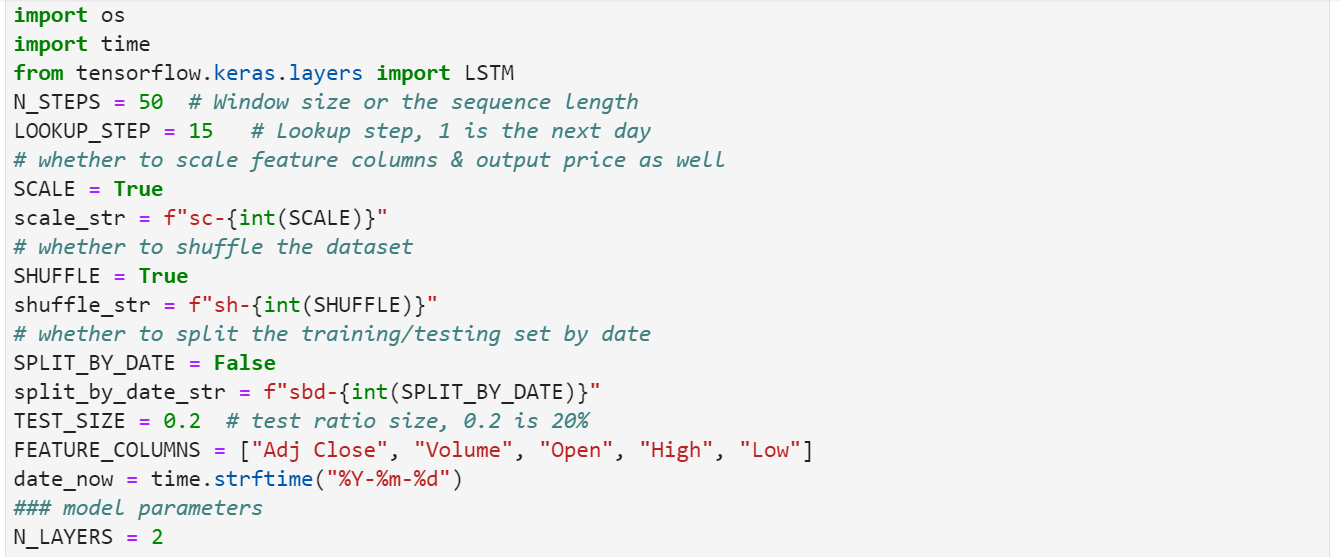 import os
import time
from tensorflow.keras.layers import LSTM
N_STEPS = 50  # Window size or the sequence length
LOOKUP_STEP = 15   # Lookup step, 1 is the next day
# whether to scale feature columns & output price as well
SCALE = True
scale_str = f"sc-{int(SCALE)}"
# whether to shuffle the dataset
SHUFFLE = True
shuffle_str = f"sh-{int(SHUFFLE)}"
# whether to split the training/testing set by date
SPLIT_BY_DATE = False
split_by_date_str = f"sbd-{int(SPLIT_BY_DATE)}"
TEST_SIZE = 0.2  # test ratio size, 0.2 is 20%
FEATURE_COLUMNS = ["Adj Close", "Volume", "Open", "High", "Low"]
date_now = time.strftime("%Y-%m-%d")
### model parameters
N_LAYERS = 2